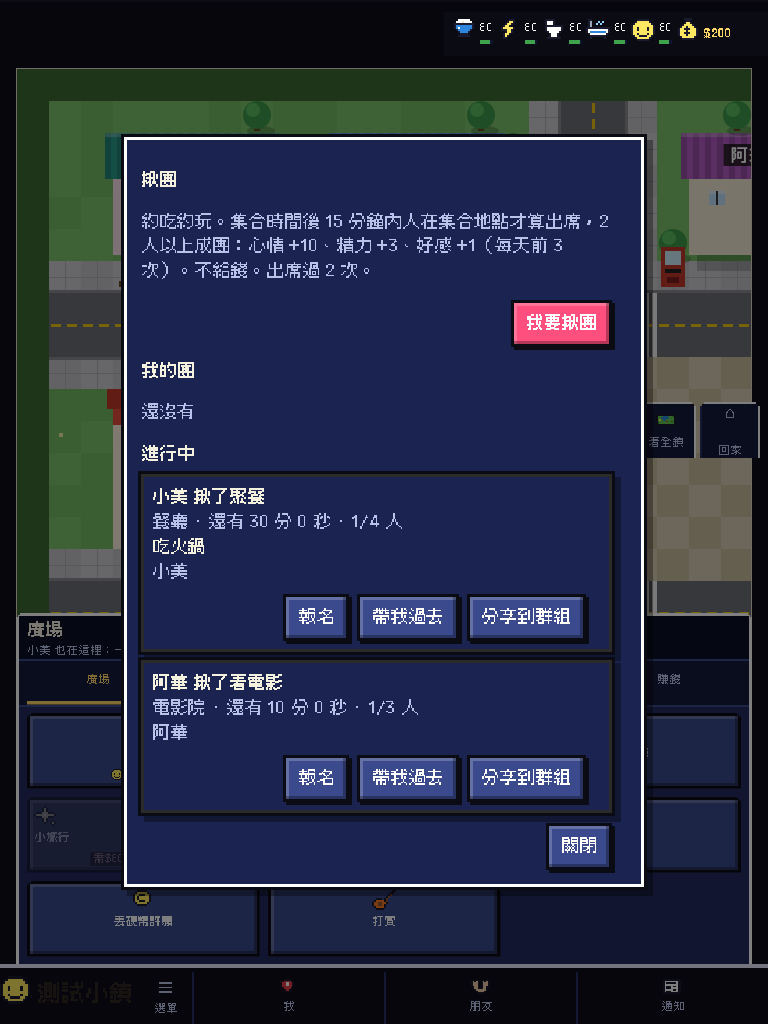 80 80 80 80 80 $200
阿
揪團
約吃約玩。集合時間後 15 分鐘內人在集合地點才算出席，2
人以上成團：心情 +10、精力 +3、好感 +1（每天前 3
次）。不給錢。出席過 2 次。
我要揪團
我的團
還沒有
進行中
小美 揪了聚餐
餐廳 · 還有 30 分 0 秒 · 1/4 人
吃火鍋
小美
報名 帶我過去 分享到群組
阿華 揪了看電影
電影院 · 還有 10 分 0 秒 · 1/3 人
阿華
報名 帶我過去 分享到群組
關閉
看全鎮 回家
廣場
小美 也在這裡：
廣場 賺錢
小旅行
丟硬幣許願 打賞
測試小鎮 選單 我 朋友 通知